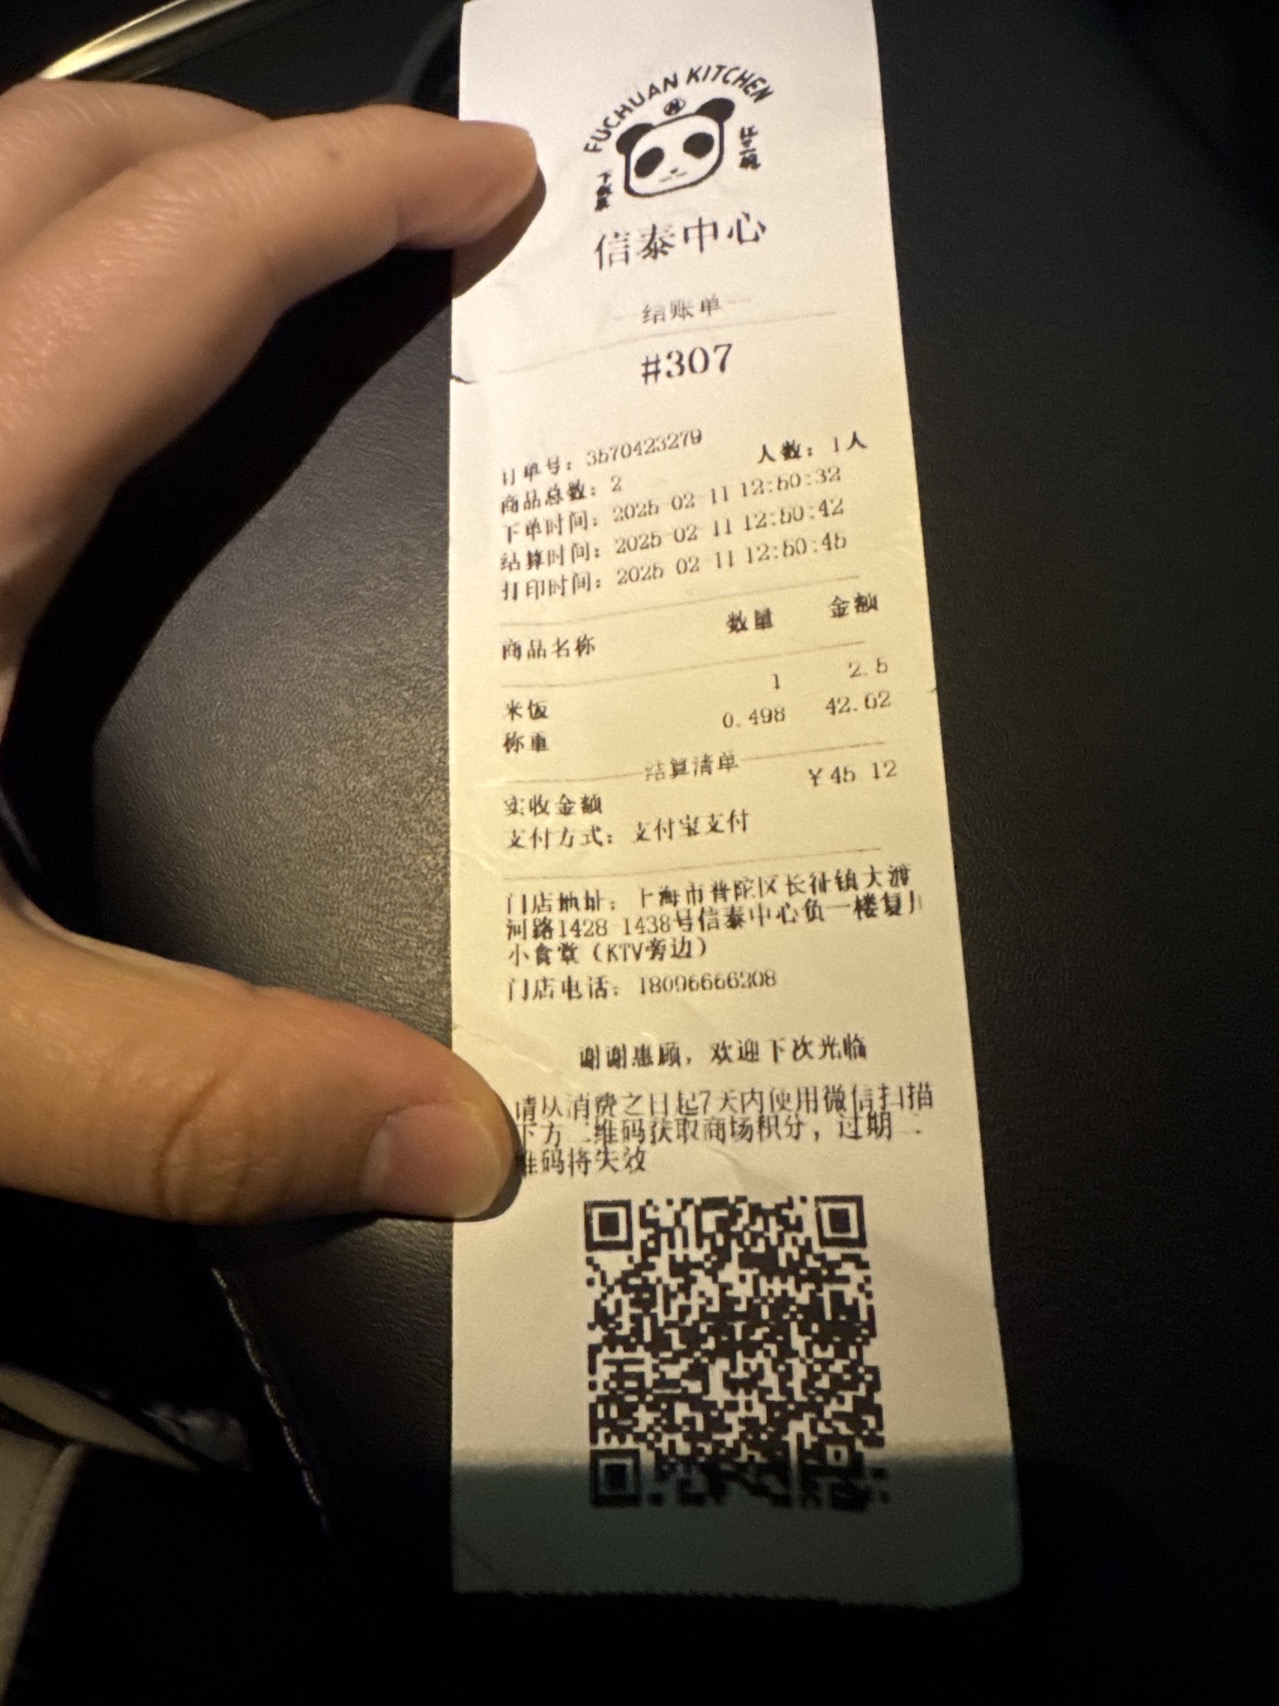 FUCHUAN KITCHEN
信泰中心
结账单
#307
订单号：3570423279
人数：1人
商品总数：2
下单时间：2025-02-11 12:50:32
结算时间：2025-02-11 12:50:42
打印时间：2025-02-11 12:50:45
商品名称 数量 金额
米饭 1 2.5
称重 0.498 42.62
结算清单
实收金额 ￥45.12
支付方式：支付宝支付
门店地址：上海市普陀区长征镇大渡
河路1428-1438号信泰中心负一楼复川
小食堂（KTV旁边）
门店电话：18096666208
谢谢惠顾，欢迎下次光临
请从消费之日起7天内使用微信扫描
下方二维码获取商场积分，过期二
维码将失效